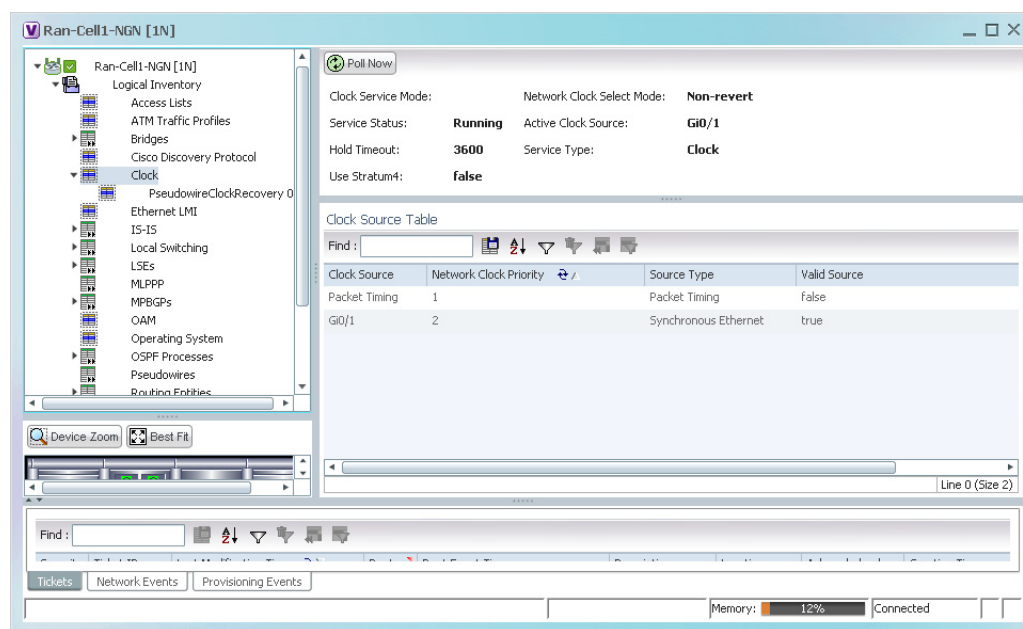 Ran-Cell1-NGN [1N]
Ran-Cell1-NGN [1N]
Logical Inventory
Access Lists
ATM Traffic Profiles
Bridges
Cisco Discovery Protocol
Clock
PseudowireClockRecovery 0
Ethernet LMI
IS-IS
Local Switching
LSEs
MLPPP
MPBGPs
OAM
Operating System
OSPF Processes
Pseudowires
Routing Entities
Device Zoom Best Fit
Poll Now
Clock Service Mode: Network Clock Select Mode: Non-revert
Service Status: Running Active Clock Source: Gi0/1
Hold Timeout: 3600 Service Type: Clock
Use Stratum4: false
Clock Source Table
Find :
Clock Source Network Clock Priority Source Type Valid Source
Packet Timing 1 Packet Timing false
Gi0/1 2 Synchronous Ethernet true
Line 0 (Size 2)
Find :
Tickets Network Events Provisioning Events
Memory: 12% Connected